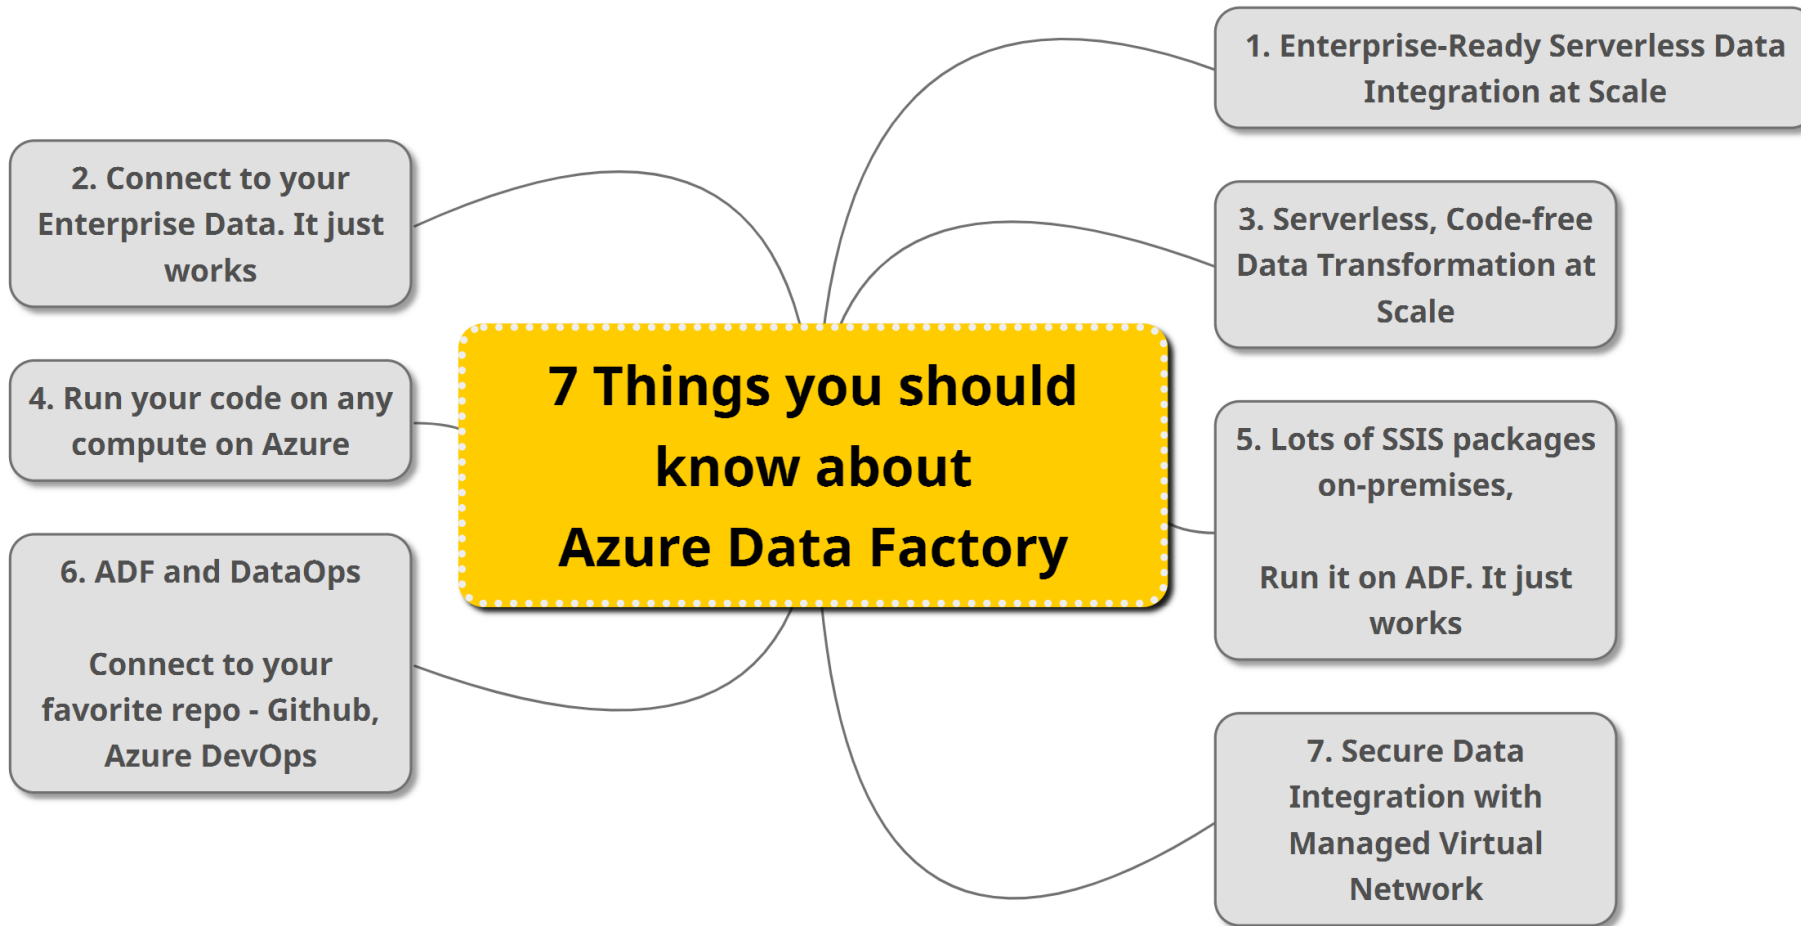 1. Enterprise-Ready Serverless Data
Integration at Scale
2. Connect to your
Enterprise Data. It just
works
3. Serverless, Code-free
Data Transformation at
Scale
7 Things you should
know about
Azure Data Factory
4. Run your code on any
compute on Azure
5. Lots of SSIS packages
on-premises,
Run it on ADF. It just
works
6. ADF and DataOps
Connect to your
favorite repo - Github,
Azure DevOps
7. Secure Data
Integration with
Managed Virtual
Network